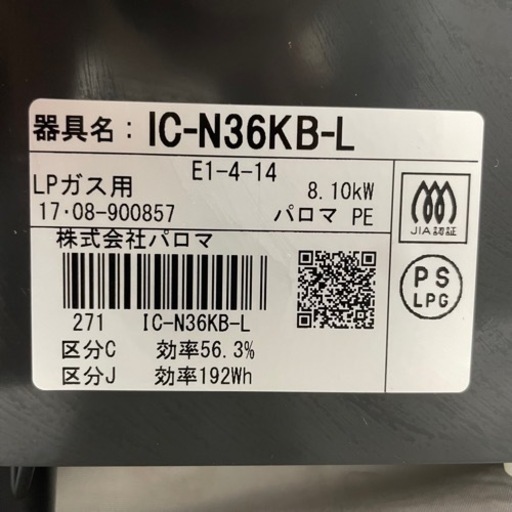 器具名：IC-N36KB-L
E1-4-14
LPガス用 8.10kW
17・08-900857 パロマ PE
JIA認証
株式会社パロマ
PS
LPG
271 IC-N36KB-L
区分C 効率56.3%
区分J 効率192Wh